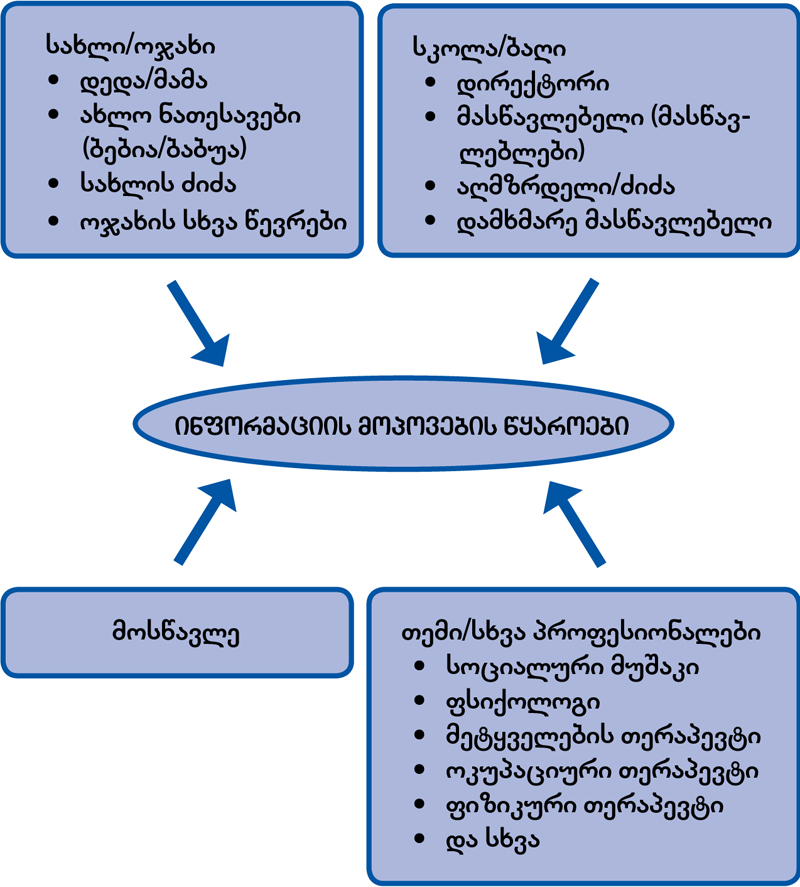 სახლი/ოჯახი
• დედა/მამა
• ახლო ნათესავები
(ბებია/ბაბუა)
• სახლის ძიძა
• ოჯახის სხვა წევრები
სკოლა/ბაღი
• დირექტორი
• მასწავლებელი (მასწავ-
ლებლები)
• აღმზრდელი/ძიძა
• დამხმარე მასწავლებელი
ინფორმაციის მოპოვების წყაროები
მოსწავლე
თემი/სხვა პროფესიონალები
• სოციალური მუშაკი
• ფსიქოლოგი
• მეტყველების თერაპევტი
• ოკუპაციური თერაპევტი
• ფიზიკური თერაპევტი
• და სხვა